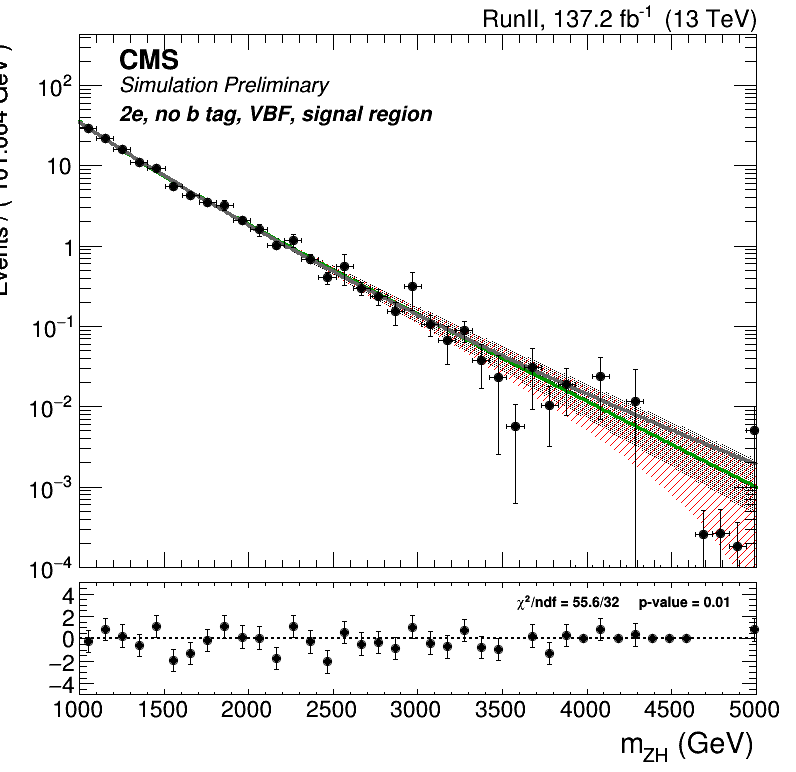 RunII, 137.2 fb⁻¹ (13 TeV)
CMS
Simulation Preliminary
2e, no b tag, VBF, signal region
10²
10
1
10⁻¹
10⁻²
10⁻³
10⁻⁴
Events / (
χ²/ndf = 55.6/32 p-value = 0.01
4
2
0
−2
−4
1000 1500 2000 2500 3000 3500 4000 4500 5000
m_ZH (GeV)